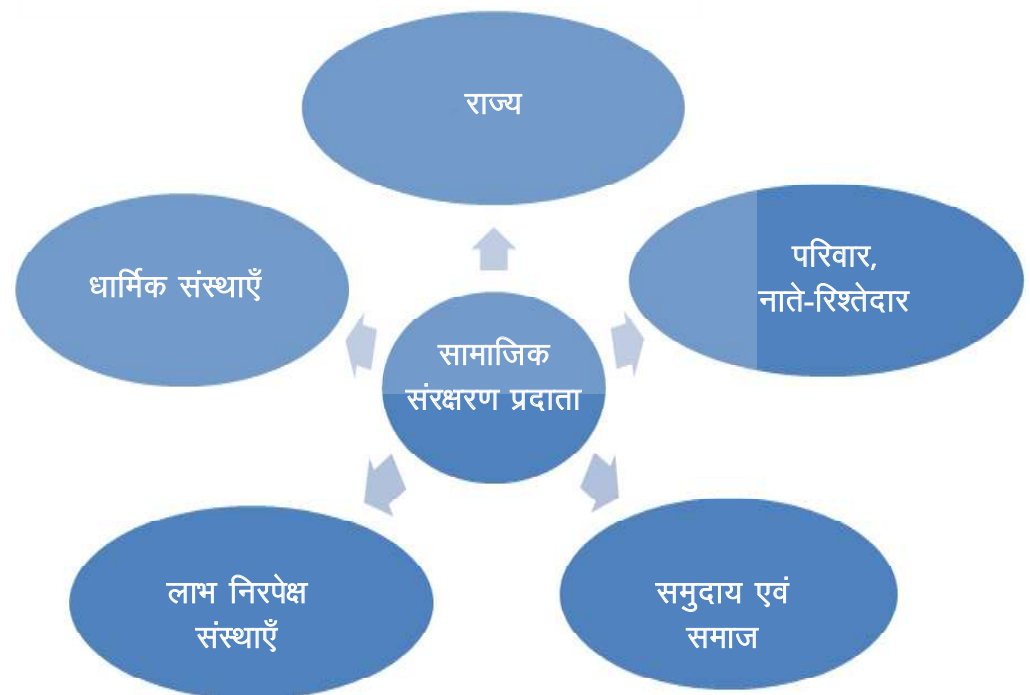 राज्य
धार्मिक संस्थाएँ
परिवार,
नाते-रिश्तेदार
सामाजिक
संरक्षरण प्रदाता
लाभ निरपेक्ष
संस्थाएँ
समुदाय एवं
समाज